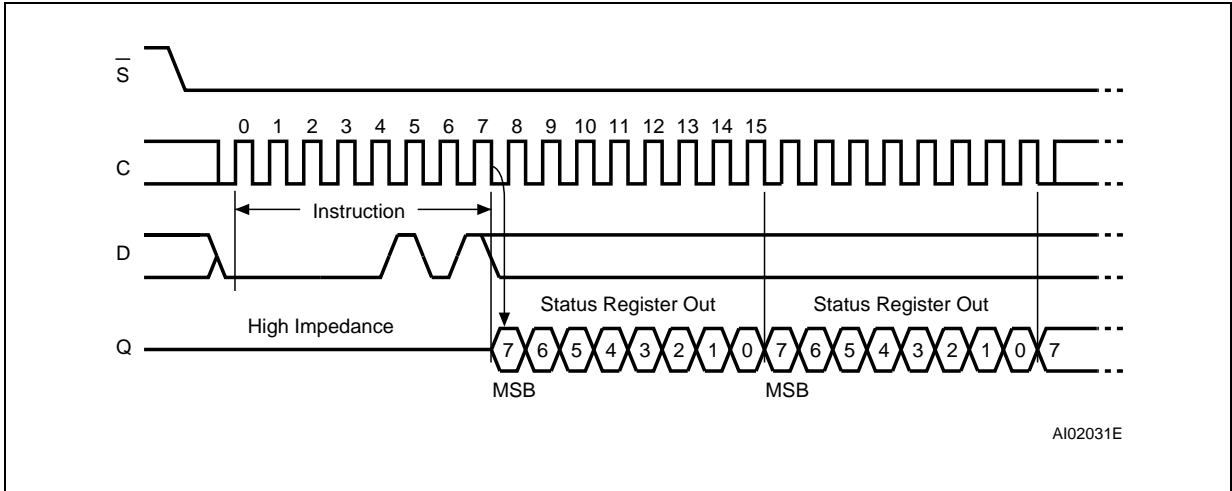 S
0 1 2 3 4 5 6 7 8 9 10 11 12 13 14 15
C
Instruction
D
Status Register Out Status Register Out
High Impedance
Q 7 6 5 4 3 2 1 0 7 6 5 4 3 2 1 0 7
MSB MSB
AI02031E